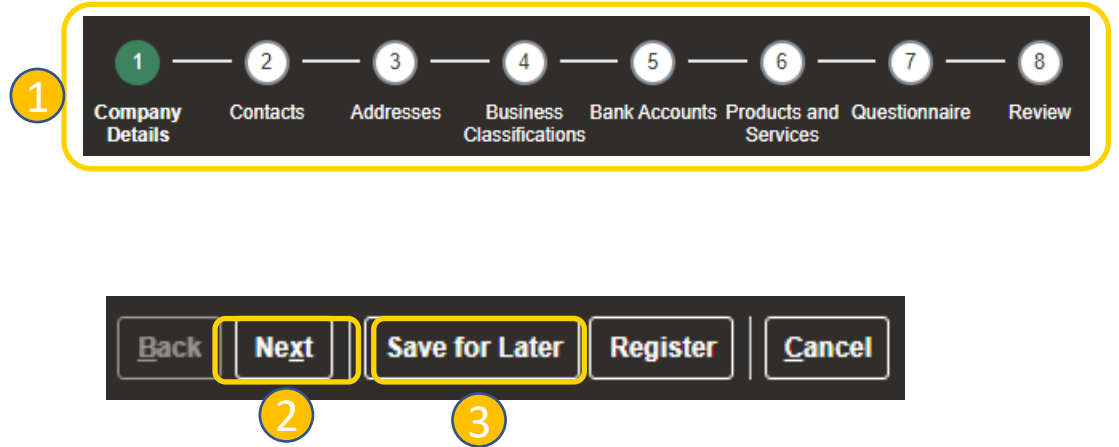 1 2 3 4 5 6 7 8
1
Company Contacts Addresses Business Bank Accounts Products and Questionnaire Review
Details Classifications Services
Back Next Save for Later Register Cancel
2 3